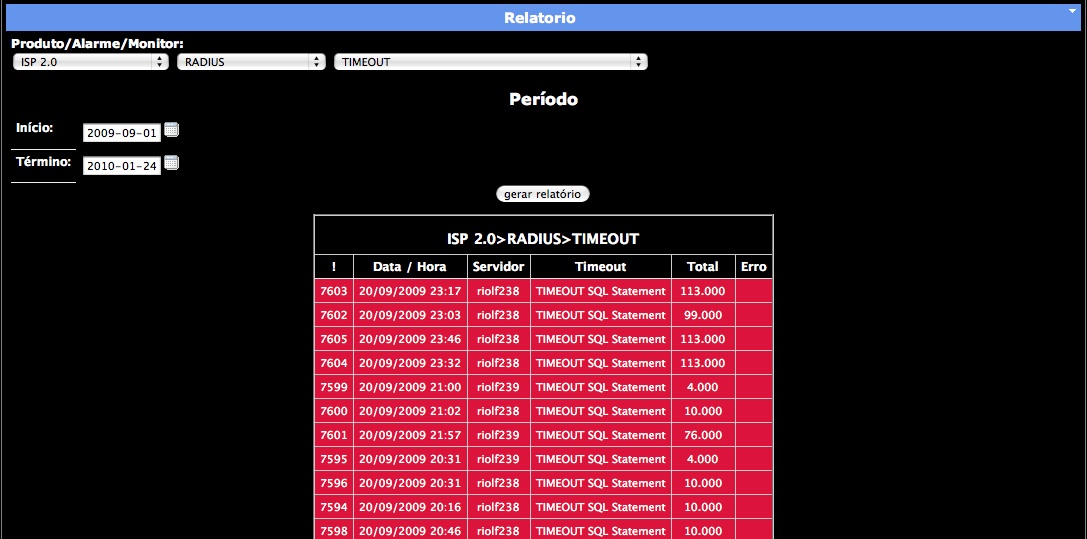 Relatorio
Produto/Alarme/Monitor:
ISP 2.0 RADIUS TIMEOUT
Período
Início: 2009-09-01
Término: 2010-01-24
gerar relatório
ISP 2.0>RADIUS>TIMEOUT
! Data / Hora Servidor Timeout Total Erro
7603 20/09/2009 23:17 riolf238 TIMEOUT SQL Statement 113.000
7602 20/09/2009 23:03 riolf238 TIMEOUT SQL Statement 99.000
7605 20/09/2009 23:46 riolf238 TIMEOUT SQL Statement 113.000
7604 20/09/2009 23:32 riolf238 TIMEOUT SQL Statement 113.000
7599 20/09/2009 21:00 riolf239 TIMEOUT SQL Statement 4.000
7600 20/09/2009 21:02 riolf238 TIMEOUT SQL Statement 10.000
7601 20/09/2009 21:57 riolf239 TIMEOUT SQL Statement 76.000
7595 20/09/2009 20:31 riolf239 TIMEOUT SQL Statement 4.000
7596 20/09/2009 20:31 riolf238 TIMEOUT SQL Statement 10.000
7594 20/09/2009 20:16 riolf238 TIMEOUT SQL Statement 10.000
7598 20/09/2009 20:46 riolf238 TIMEOUT SQL Statement 10.000